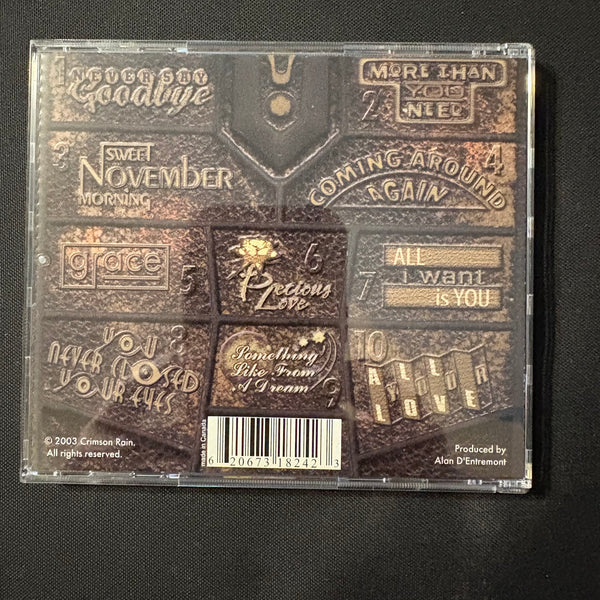 1
NEVER SAY
Goodbye
2
MORE THAN
YOU
NEED
3
SWEET
NOVEMBER
MORNING
4
COMING AROUND
AGAIN
grace
5
6
Precious
Love
7
ALL
i want
is YOU
8
YOU
NEVER CLOSED
YOUR EYES
Something
Like From
A Dream
9
10
ALL
YOUR
LOVE
© 2003 Crimson Rain.
All rights reserved.
made in Canada
6 20673 18242 3
Produced by
Alan D'Entremont